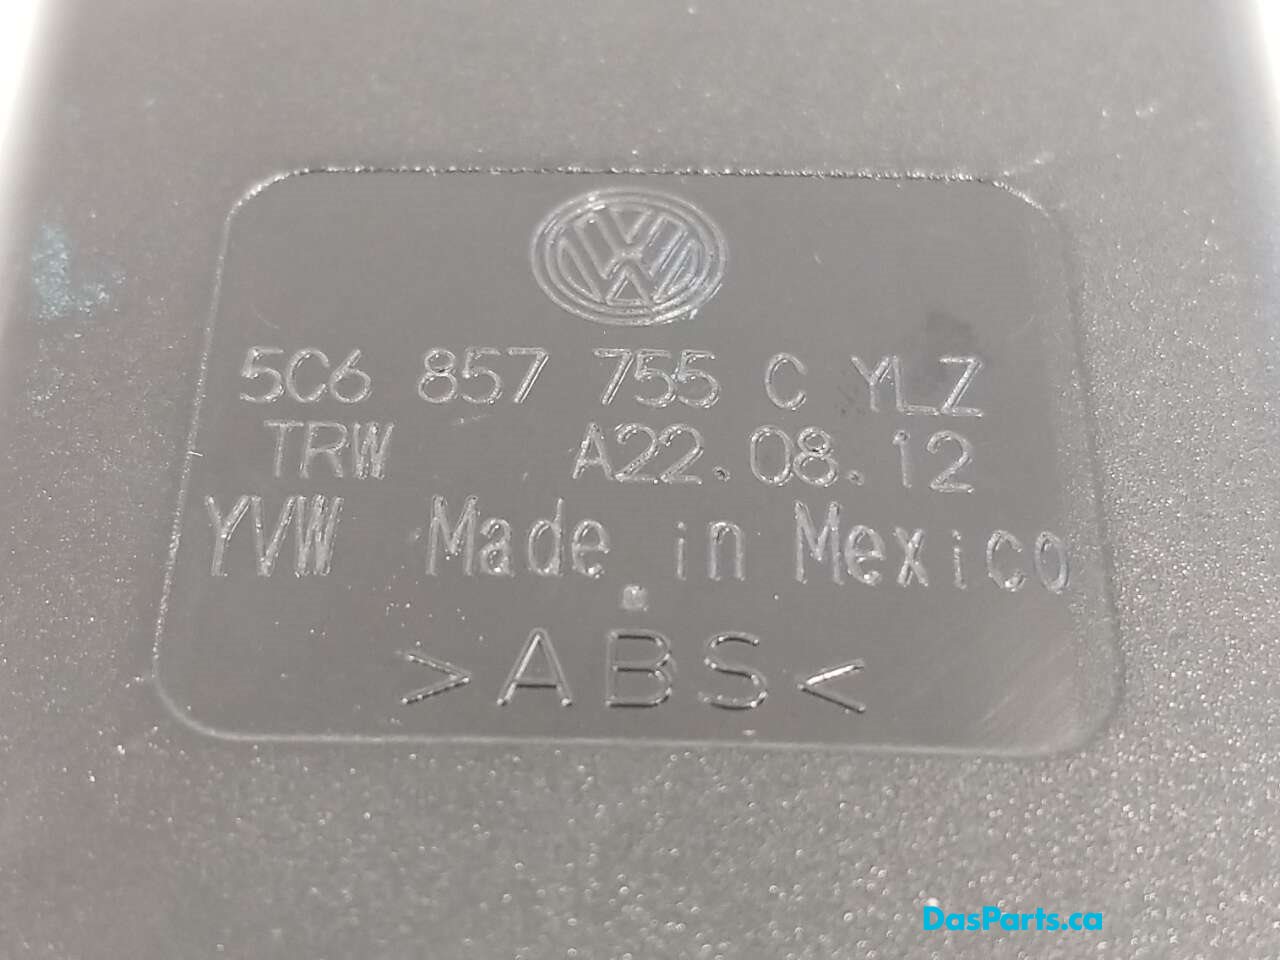 5C6 857 755 C YLZ
TRW A22.08.12
YVW Made in Mexico
>ABS<
DasParts.ca